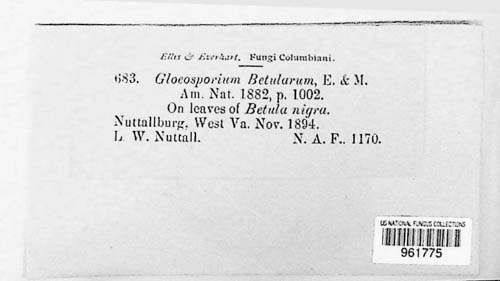 Ellis & Everhart. Fungi Columbiani.
683. Gloeosporium Betularum, E. & M.
Am. Nat. 1882, p. 1002.
On leaves of Betula nigra.
Nuttallburg, West Va. Nov. 1894.
L. W. Nuttall. N. A. F.. 1170.
US NATIONAL FUNGUS COLLECTIONS
961775